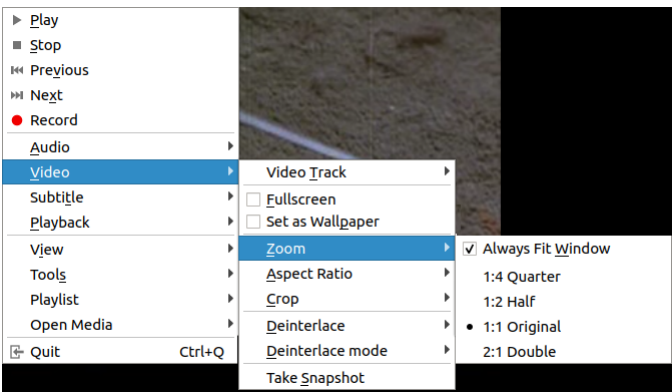 Play
Stop
Previous
Next
Record
Audio
Video
Subtitle
Playback
View
Tools
Playlist
Open Media
Quit Ctrl+Q
Video Track
Fullscreen
Set as Wallpaper
Zoom
Aspect Ratio
Crop
Deinterlace
Deinterlace mode
Take Snapshot
Always Fit Window
1:4 Quarter
1:2 Half
1:1 Original
2:1 Double